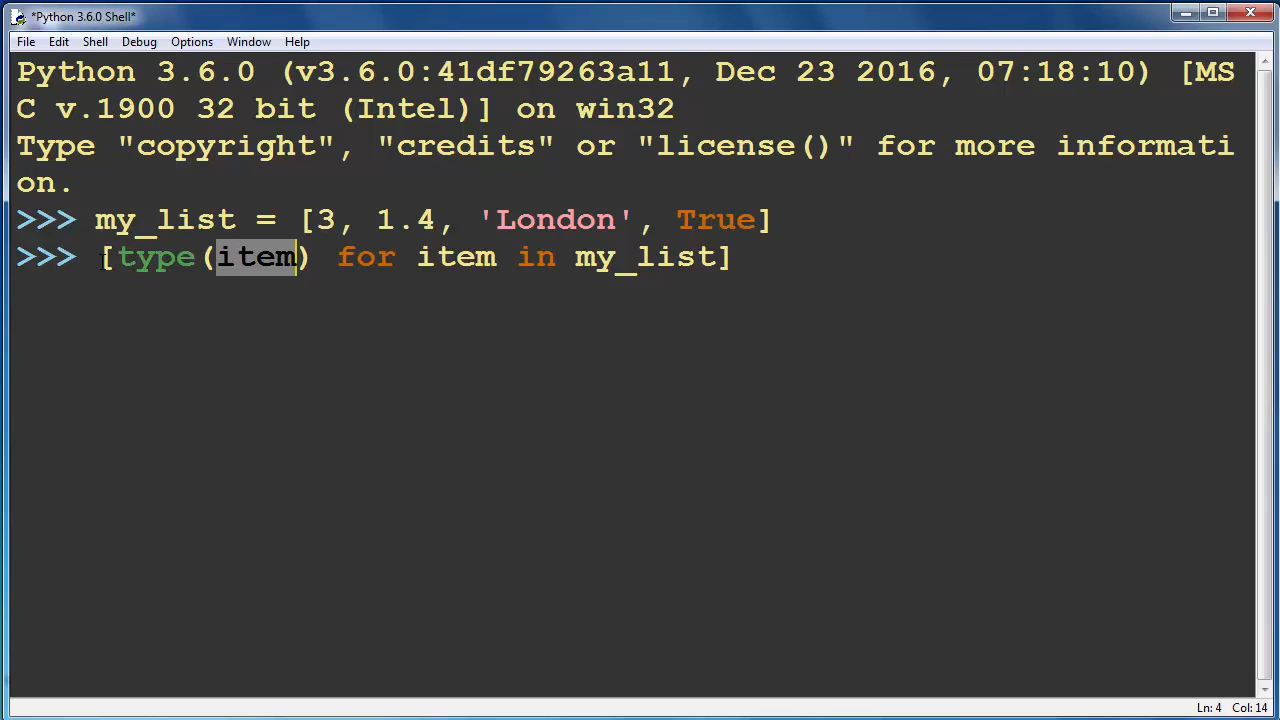 *Python 3.6.0 Shell*
File Edit Shell Debug Options Window Help
Python 3.6.0 (v3.6.0:41df79263a11, Dec 23 2016, 07:18:10) [MS
C v.1900 32 bit (Intel)] on win32
Type "copyright", "credits" or "license()" for more informati
on.
>>> my_list = [3, 1.4, 'London', True]
>>> [type(item) for item in my_list]
Ln: 4 Col: 14